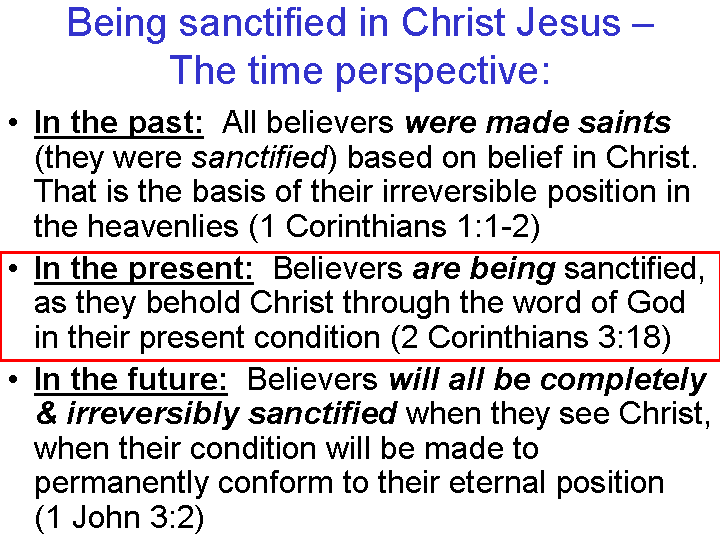 Being sanctified in Christ Jesus –
The time perspective:
• In the past: All believers were made saints
(they were sanctified) based on belief in Christ.
That is the basis of their irreversible position in
the heavenlies (1 Corinthians 1:1-2)
• In the present: Believers are being sanctified,
as they behold Christ through the word of God
in their present condition (2 Corinthians 3:18)
• In the future: Believers will all be completely
& irreversibly sanctified when they see Christ,
when their condition will be made to
permanently conform to their eternal position
(1 John 3:2)